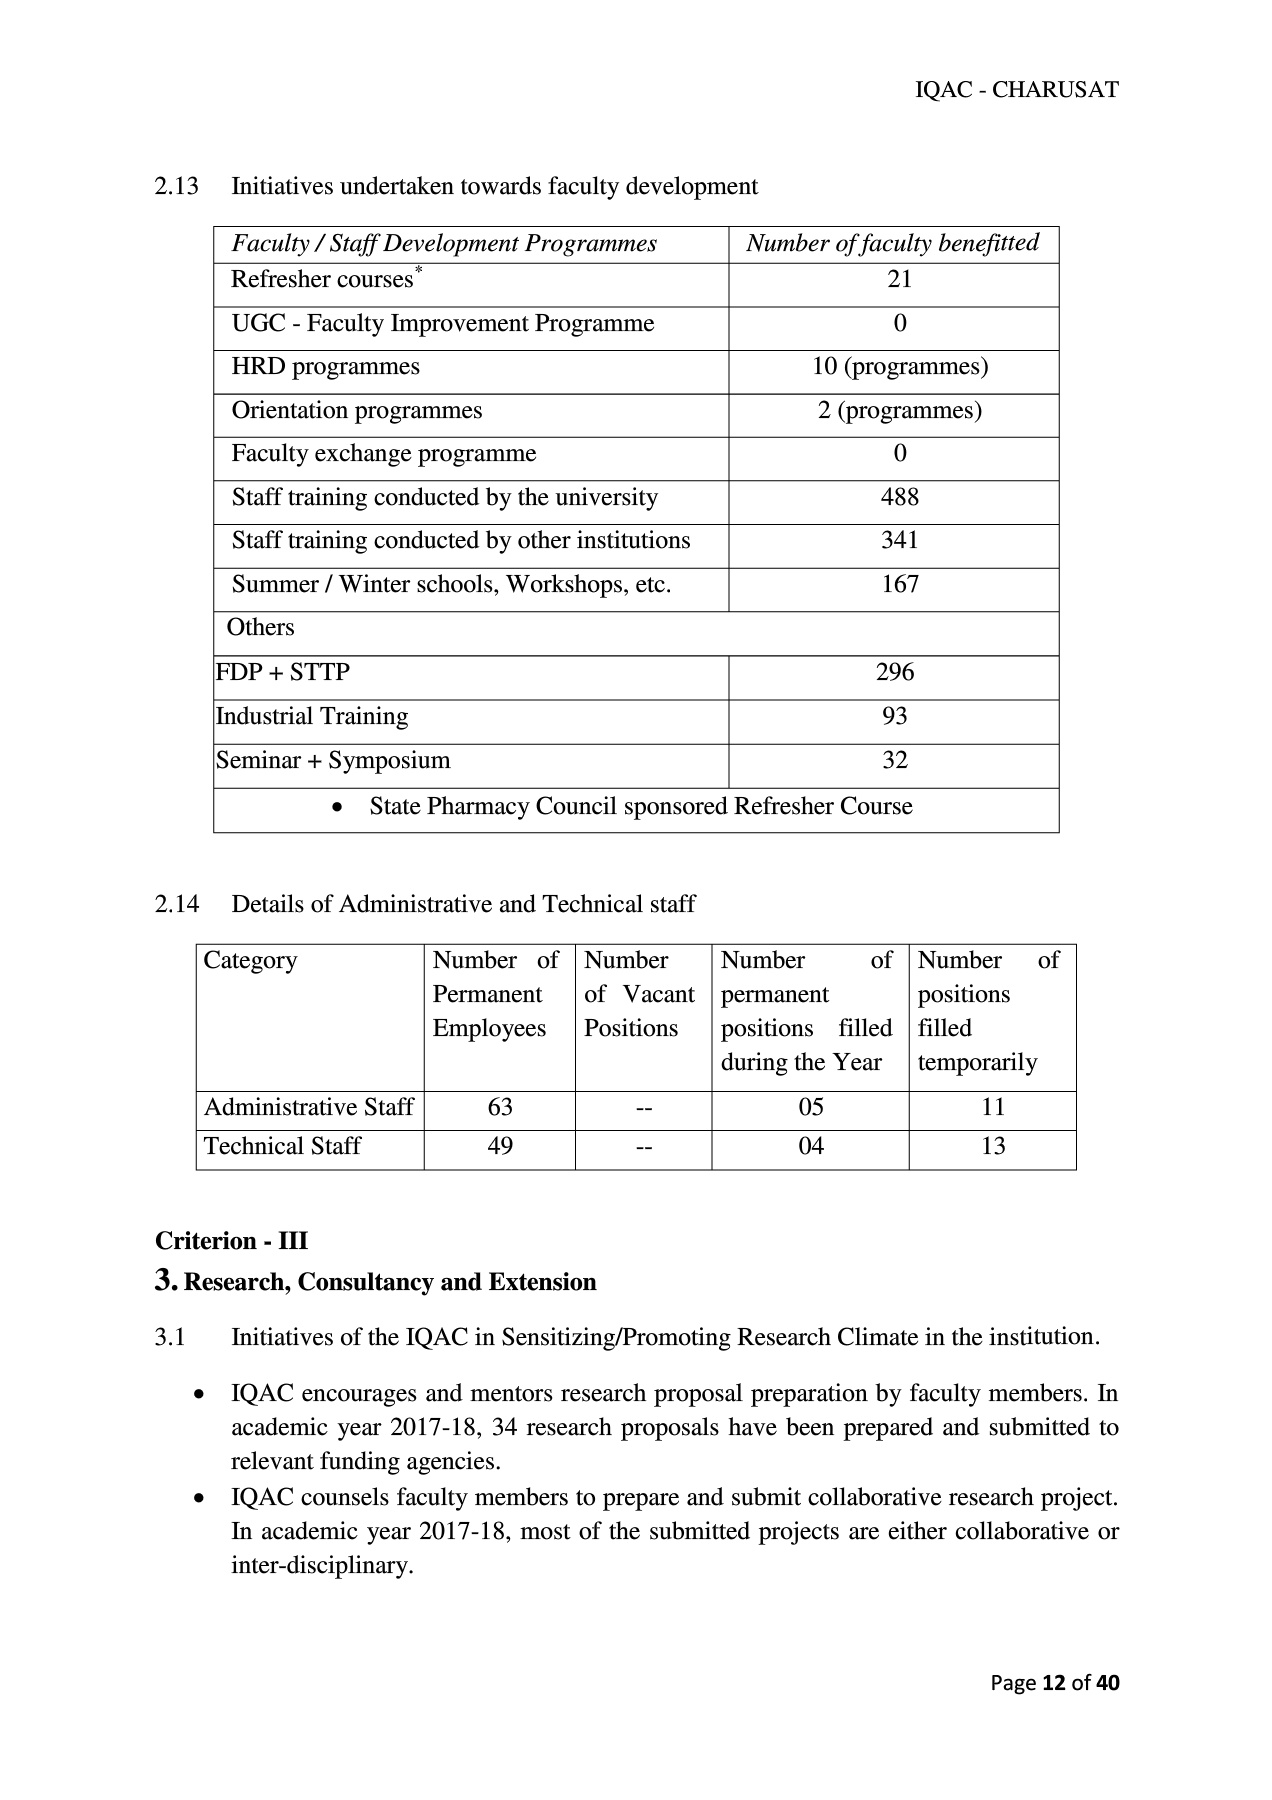 IQAC - CHARUSAT
2.13 Initiatives undertaken towards faculty development
Faculty / Staff Development Programmes Number of faculty benefitted
Refresher courses* 21
UGC - Faculty Improvement Programme 0
HRD programmes 10 (programmes)
Orientation programmes 2 (programmes)
Faculty exchange programme 0
Staff training conducted by the university 488
Staff training conducted by other institutions 341
Summer / Winter schools, Workshops, etc. 167
Others
FDP + STTP 296
Industrial Training 93
Seminar + Symposium 32
• State Pharmacy Council sponsored Refresher Course
2.14 Details of Administrative and Technical staff
Category Number of Number Number of Number of
Permanent of Vacant permanent positions
Employees Positions positions filled filled
during the Year temporarily
Administrative Staff 63 -- 05 11
Technical Staff 49 -- 04 13
Criterion - III
3. Research, Consultancy and Extension
3.1 Initiatives of the IQAC in Sensitizing/Promoting Research Climate in the institution.
• IQAC encourages and mentors research proposal preparation by faculty members. In
academic year 2017-18, 34 research proposals have been prepared and submitted to
relevant funding agencies.
• IQAC counsels faculty members to prepare and submit collaborative research project.
In academic year 2017-18, most of the submitted projects are either collaborative or
inter-disciplinary.
Page 12 of 40